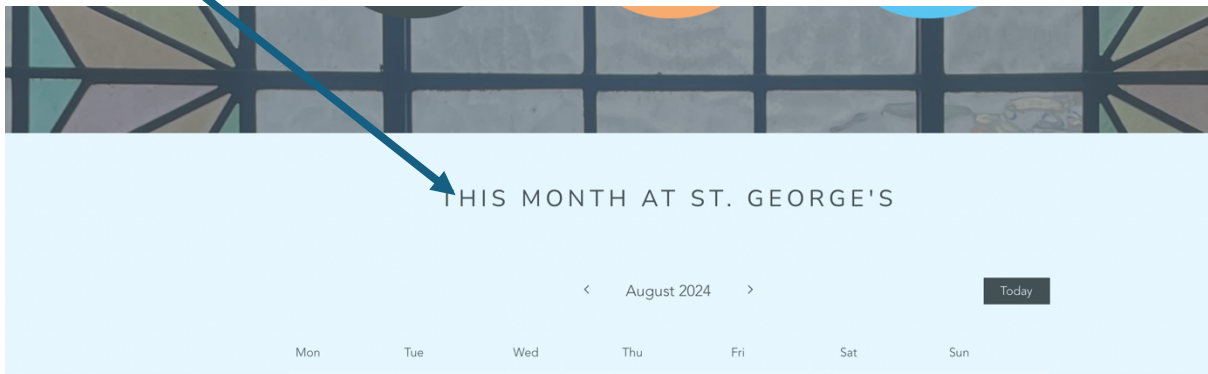 THIS MONTH AT ST. GEORGE'S
August 2024
Today
Mon Tue Wed Thu Fri Sat Sun